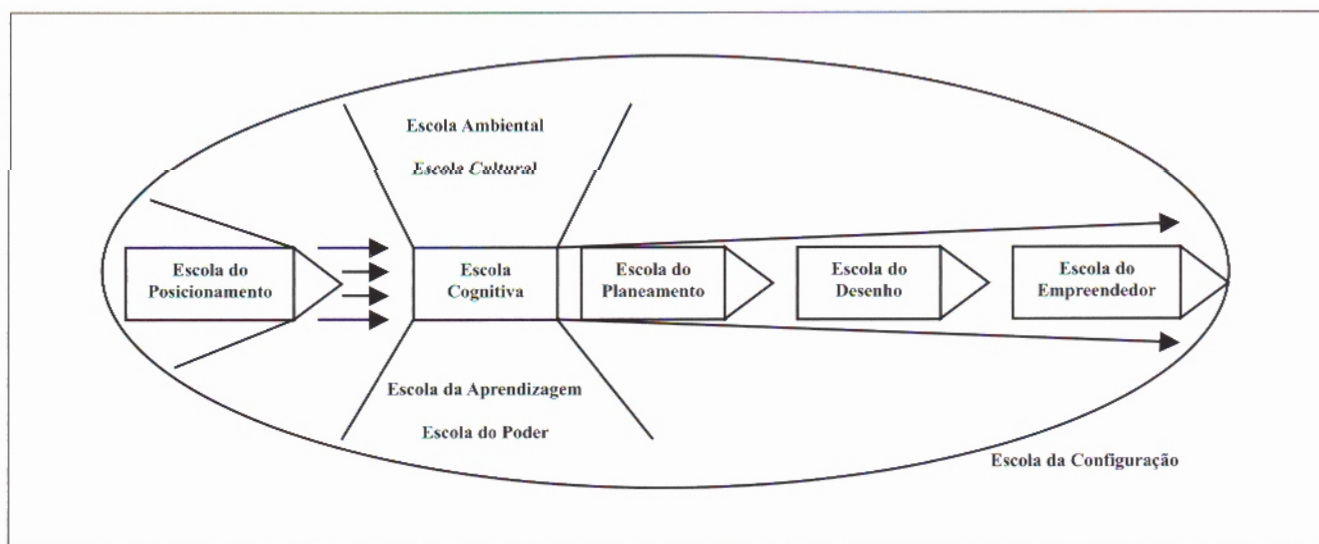 Escola Ambiental
Escola Cultural
Escola do
Posicionamento
Escola
Cognitiva
Escola do
Planeamento
Escola do
Desenho
Escola do
Empreendedor
Escola da Aprendizagem
Escola do Poder
Escola da Configuração